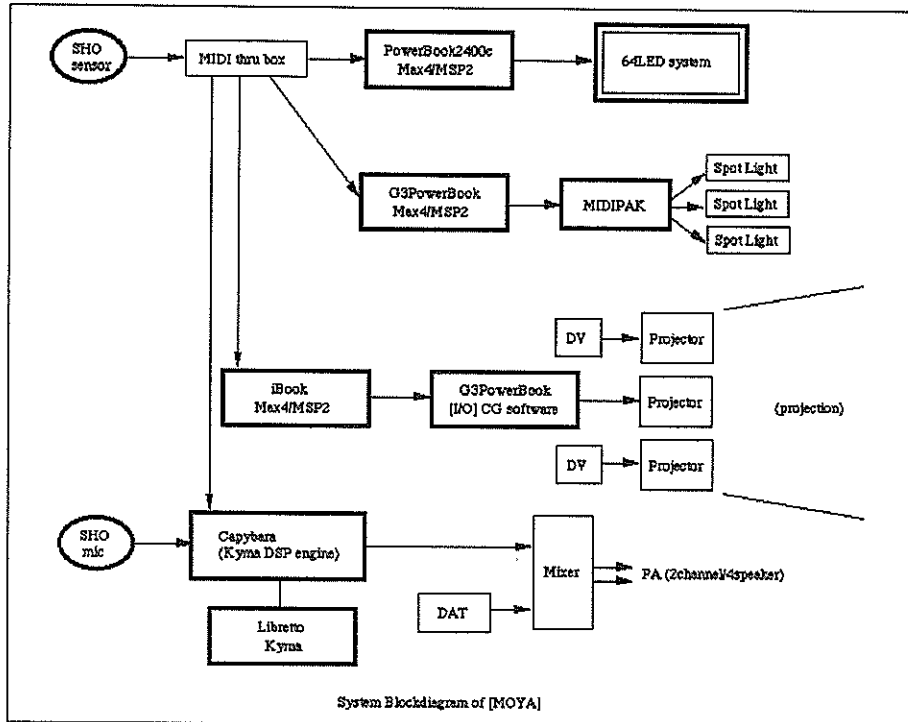 SHO
sensor
MIDI thru box
PowerBook2400c
Max4/MSP2
64LED system
G3PowerBook
Max4/MSP2
MIDIPAK
Spot Light
Spot Light
Spot Light
DV
Projector
iBook
Max4/MSP2
G3PowerBook
[I/O] CG software
Projector
(projection)
DV
Projector
SHO
mic
Capybara
(Kyma DSP engine)
Mixer
PA (2channel/4speaker)
DAT
Libretto
Kyma
System Blockdiagram of [MOYA]